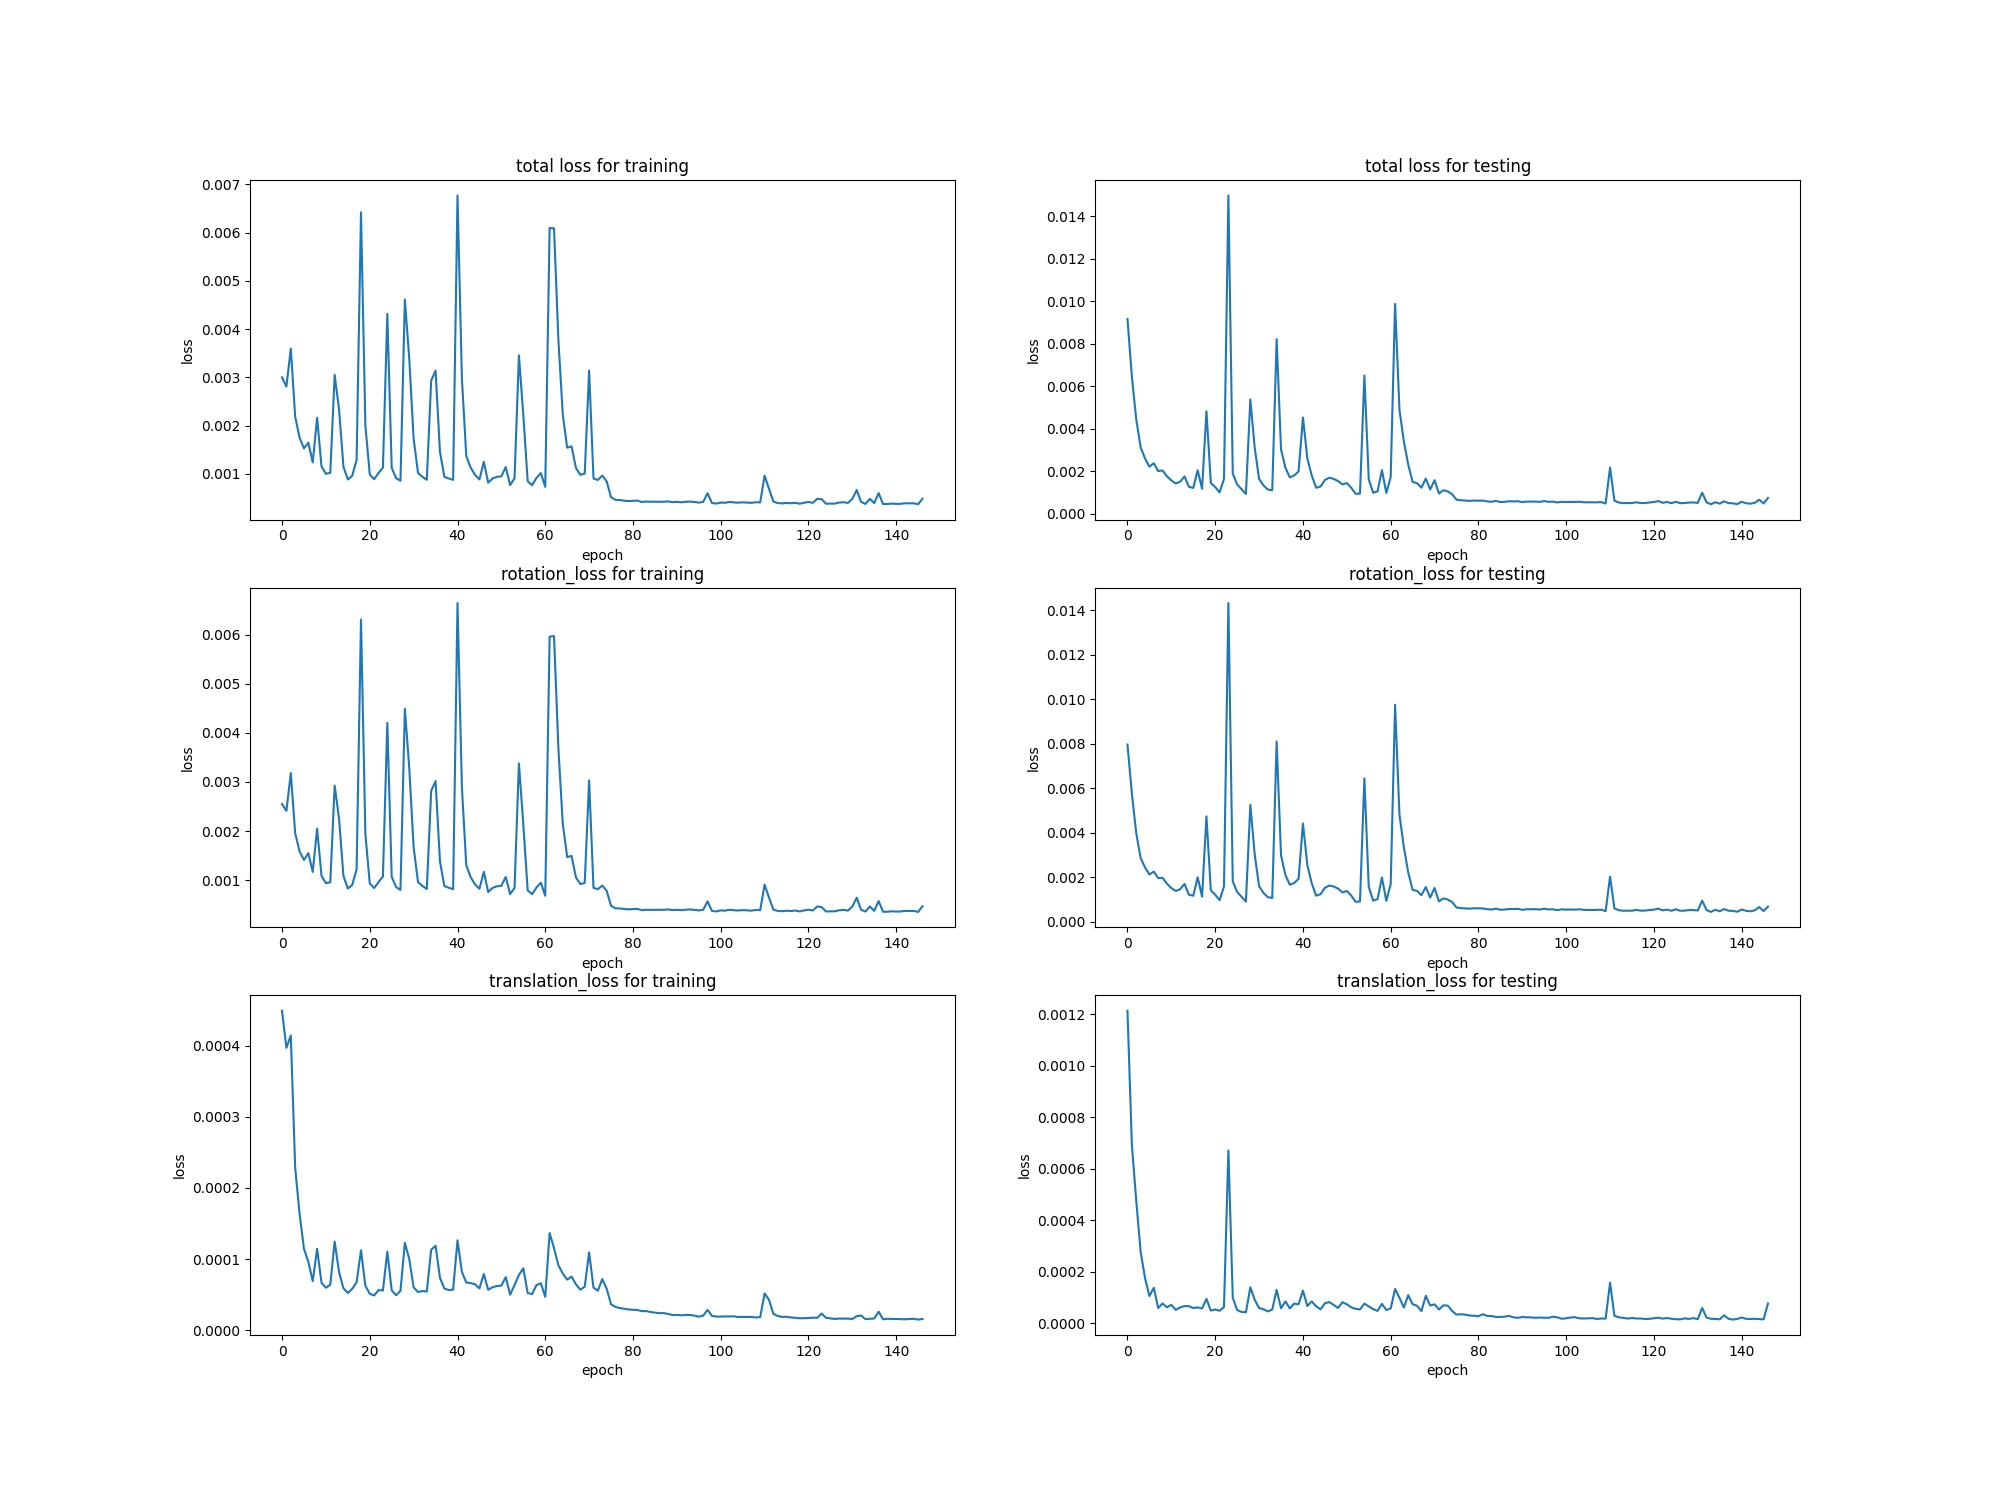 total loss for training
0.007
0.006
0.005
0.004
0.003
0.002
0.001
loss
0 20 40 60 80 100 120 140
epoch
total loss for testing
0.014
0.012
0.010
0.008
0.006
0.004
0.002
0.000
loss
0 20 40 60 80 100 120 140
epoch
rotation_loss for training
0.006
0.005
0.004
0.003
0.002
0.001
loss
0 20 40 60 80 100 120 140
epoch
rotation_loss for testing
0.014
0.012
0.010
0.008
0.006
0.004
0.002
0.000
loss
0 20 40 60 80 100 120 140
epoch
translation_loss for training
0.0004
0.0003
0.0002
0.0001
0.0000
loss
0 20 40 60 80 100 120 140
epoch
translation_loss for testing
0.0012
0.0010
0.0008
0.0006
0.0004
0.0002
0.0000
loss
0 20 40 60 80 100 120 140
epoch